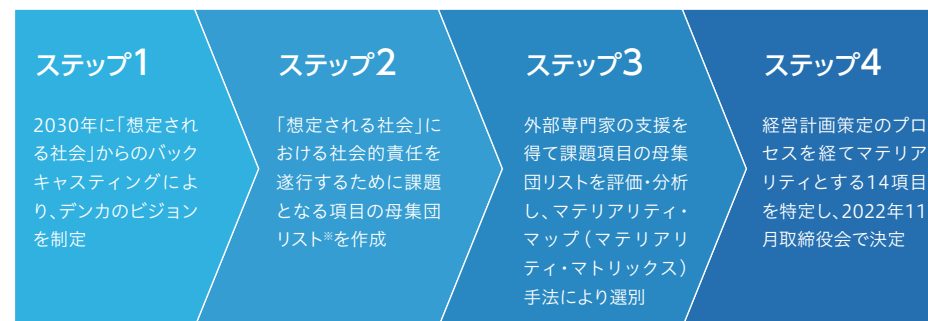 ステップ1
2030年に「想定され
る社会」からのバック
キャスティングによ
り、デンカのビジョン
を制定
ステップ2
「想定される社会」に
おける社会的責任を
遂行するために課題
となる項目の母集団
リスト※を作成
ステップ3
外部専門家の支援を
得て課題項目の母集
団リストを評価・分析
し、マテリアリティ・
マップ(マテリアリ
ティ・マトリックス)
手法により選別
ステップ4
経営計画策定のプロ
セスを経てマテリア
リティとする14項目
を特定し、2022年11
月取締役会で決定